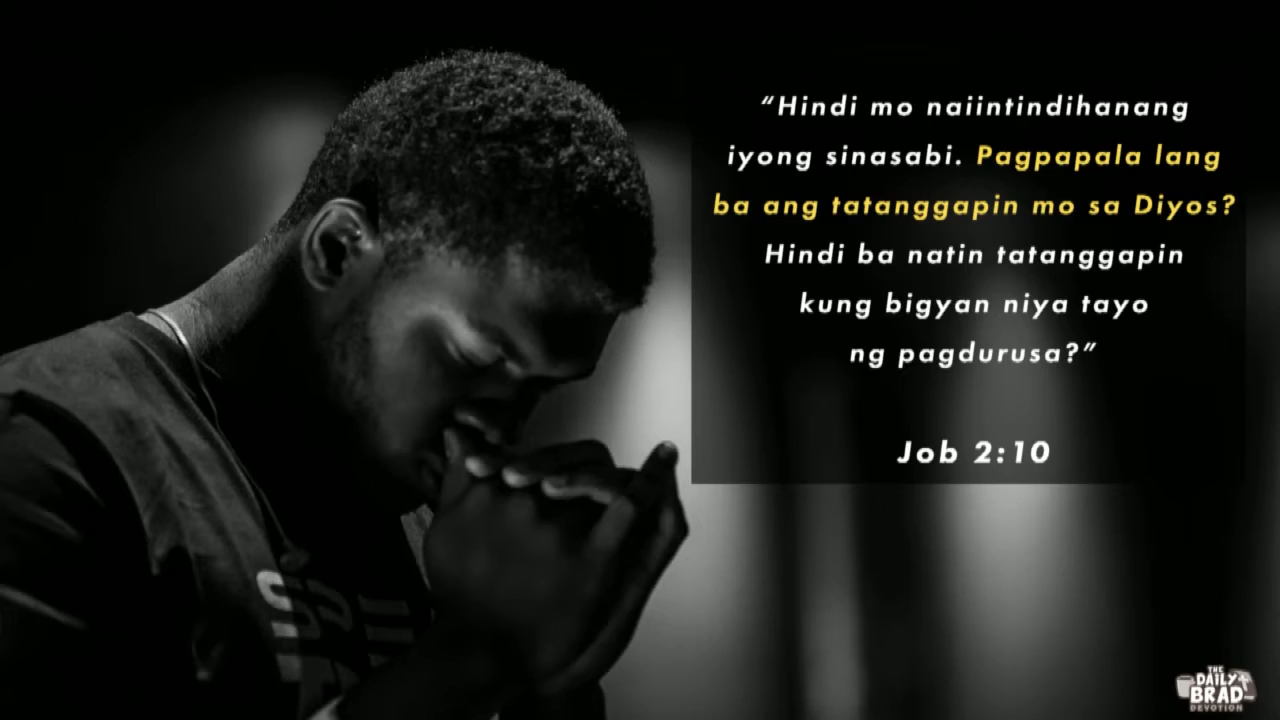 “Hindi mo naiintindihanang
iyong sinasabi. Pagpapala lang
ba ang tatanggapin mo sa Diyos?
Hindi ba natin tatanggapin
kung bigyan niya tayo
ng pagdurusa?”
Job 2:10
THE
DAILY
BRAD
DEVOTION